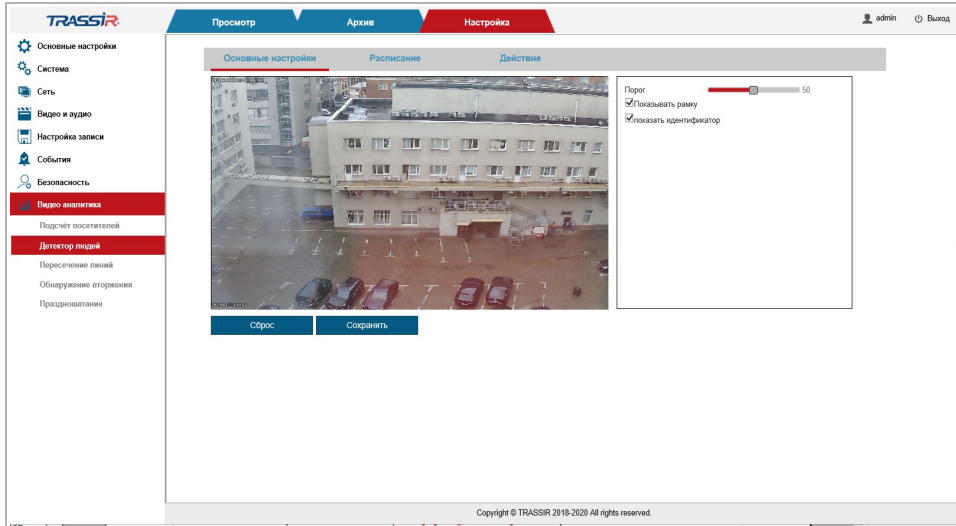 TRASSIR
Просмотр
Архив
Настройка
admin
Выход
Основные настройки
Система
Сеть
Видео и аудио
Настройка записи
События
Безопасность
Видео аналитика
Подсчёт посетителей
Детектор людей
Пересечение линий
Обнаружение вторжения
Праздношатание
Основные настройки
Расписание
Действие
Порог
50
Показывать рамку
показать идентификатор
Сброс
Сохранить
Copyright © TRASSIR 2018-2020 All rights reserved.